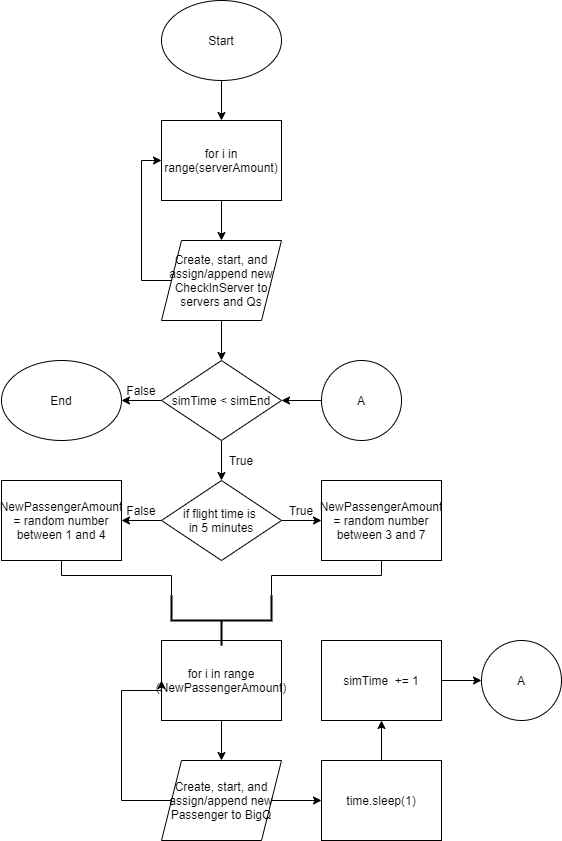 Start
for i in
range(serverAmount)
Create, start, and
assign/append new
CheckInServer to
servers and Qs
False
End
simTime < simEnd
A
True
NewPassengerAmount
= random number
between 1 and 4
False
if flight time is
in 5 minutes
True
NewPassengerAmount
= random number
between 3 and 7
for i in range
(NewPassengerAmount)
simTime += 1
A
Create, start, and
assign/append new
Passenger to BigQ
time.sleep(1)